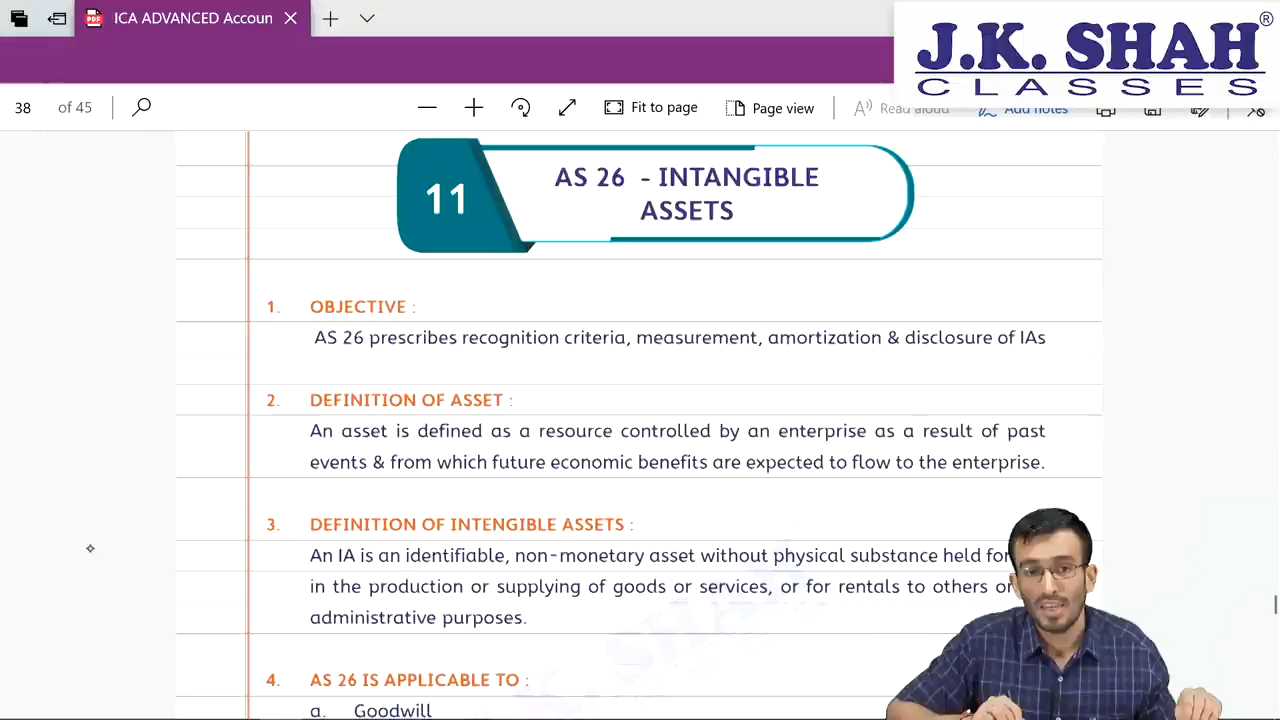 ICA ADVANCED Accoun
J.K. SHAH®
CLASSES
38 of 45
Fit to page
Page view
Read aloud
Add notes
11
AS 26 - INTANGIBLE
ASSETS
1. OBJECTIVE :
AS 26 prescribes recognition criteria, measurement, amortization & disclosure of IAs
2. DEFINITION OF ASSET :
An asset is defined as a resource controlled by an enterprise as a result of past
events & from which future economic benefits are expected to flow to the enterprise.
3. DEFINITION OF INTENGIBLE ASSETS :
An IA is an identifiable, non-monetary asset without physical substance held for
in the production or supplying of goods or services, or for rentals to others or
administrative purposes.
4. AS 26 IS APPLICABLE TO :
a. Goodwill